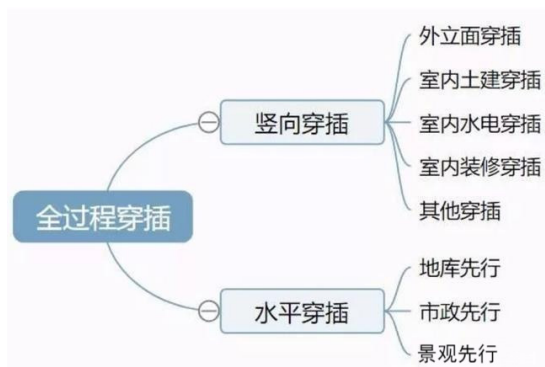 全过程穿插
竖向穿插
外立面穿插
室内土建穿插
室内水电穿插
室内装修穿插
其他穿插
水平穿插
地库先行
市政先行
景观先行